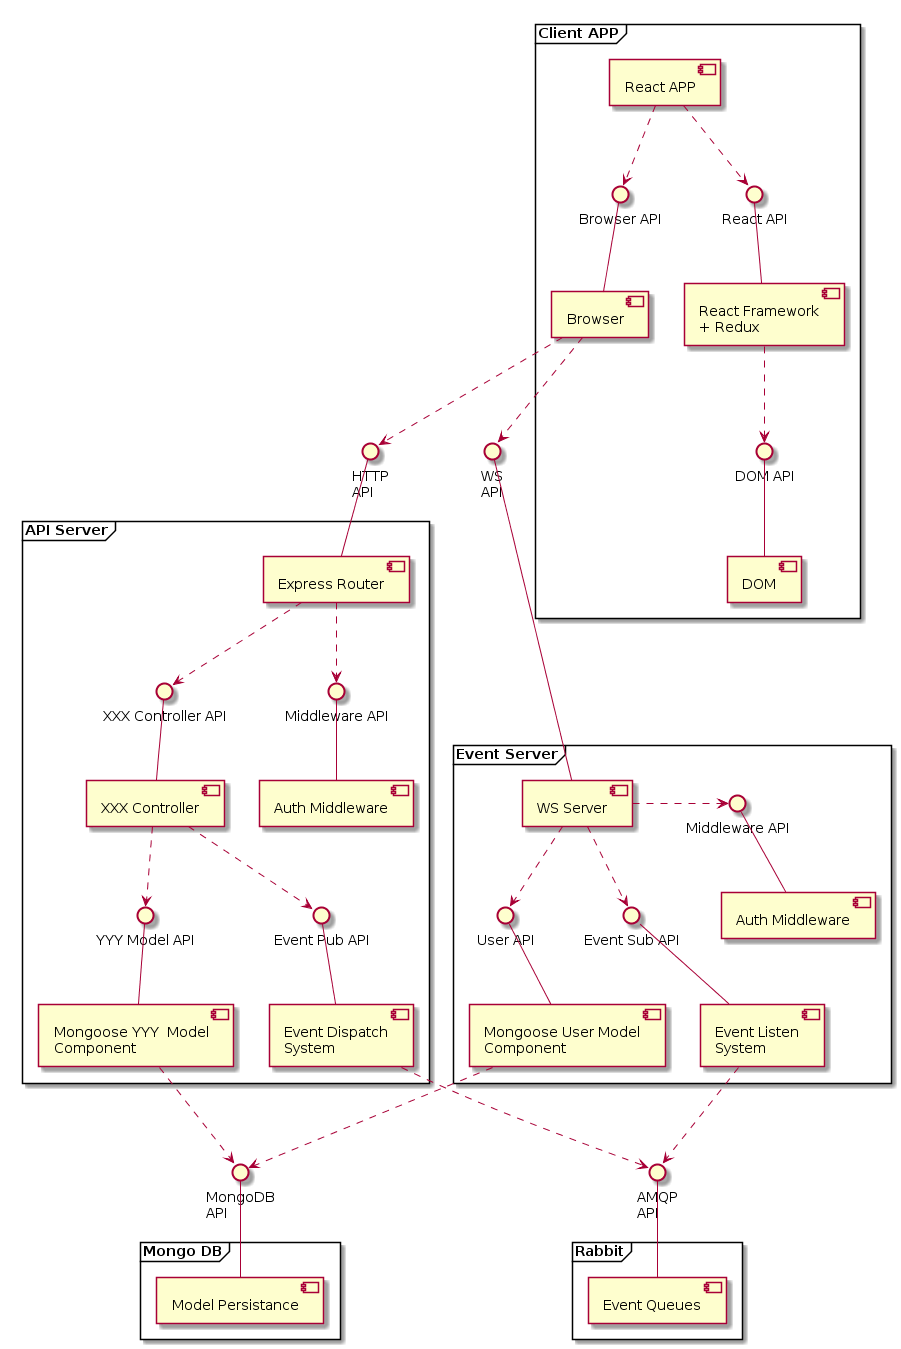 Client APP
React APP
Browser API
React API
Browser
React Framework
+ Redux
HTTP
API
WS
API
DOM API
API Server
Express Router
DOM
XXX Controller API
Middleware API
Event Server
XXX Controller
Auth Middleware
WS Server
Middleware API
YYY Model API
Event Pub API
User API
Event Sub API
Auth Middleware
Mongoose YYY  Model
Component
Event Dispatch
System
Mongoose User Model
Component
Event Listen
System
MongoDB
API
AMQP
API
Mongo DB
Model Persistance
Rabbit
Event Queues